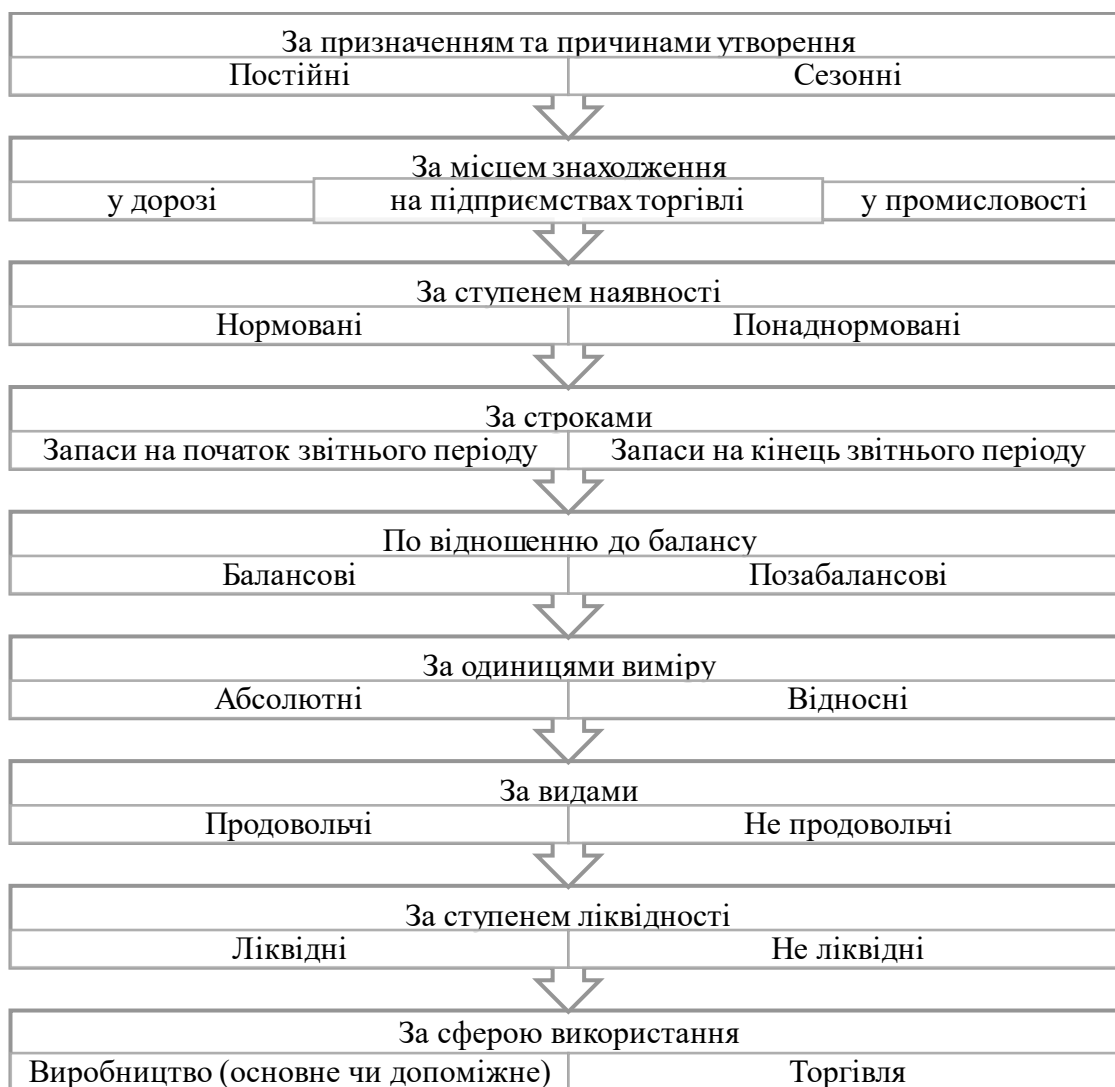 За призначенням та причинами утворення
Постійні Сезонні
За місцем знаходження
у дорозі на підприємствах торгівлі у промисловості
За ступенем наявності
Нормовані Понаднормовані
За строками
Запаси на початок звітнього періоду Запаси на кінець звітнього періоду
По відношенню до балансу
Балансові Позабалансові
За одиницями виміру
Абсолютні Відносні
За видами
Продовольчі Не продовольчі
За ступенем ліквідності
Ліквідні Не ліквідні
За сферою використання
Виробництво (основне чи допоміжне) Торгівля